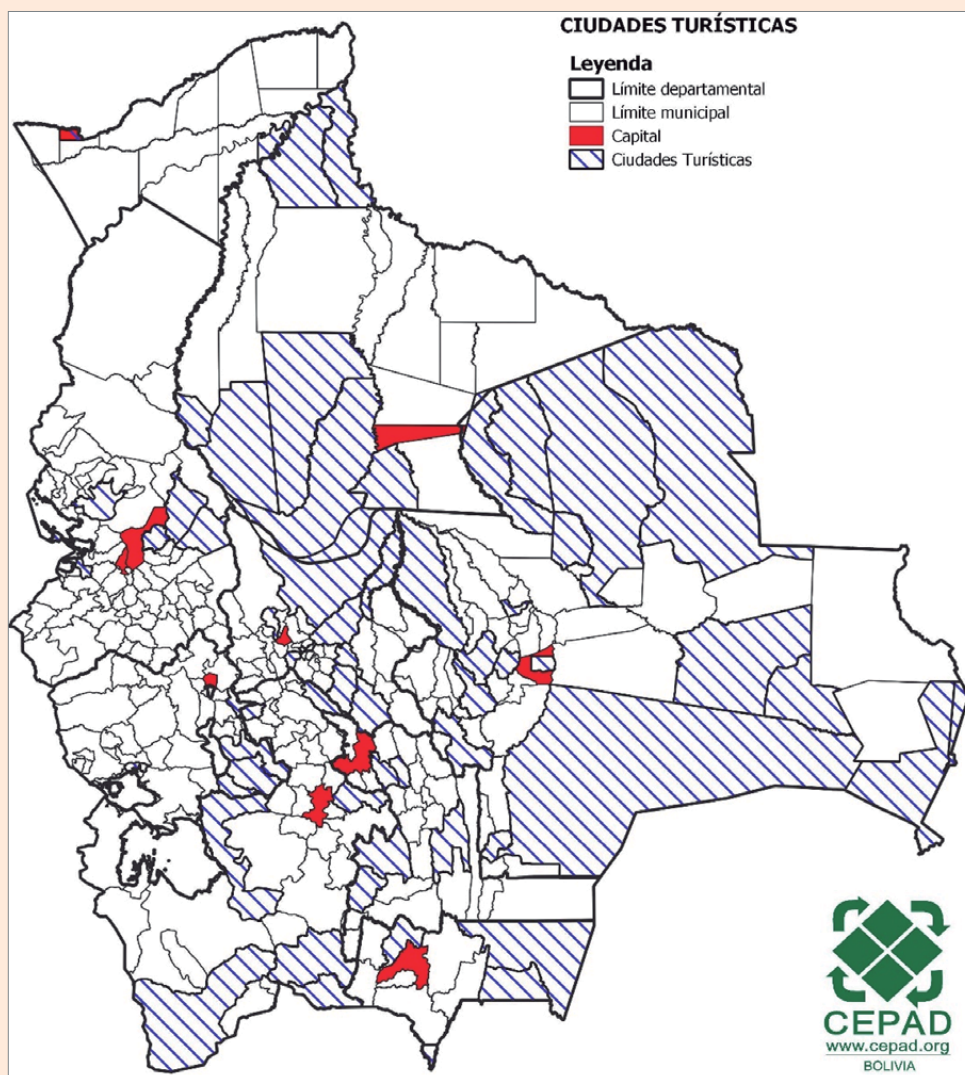 CIUDADES TURÍSTICAS
Leyenda
Límite departamental
Límite municipal
Capital
Ciudades Turísticas
CEPAD
www.cepad.org
BOLIVIA